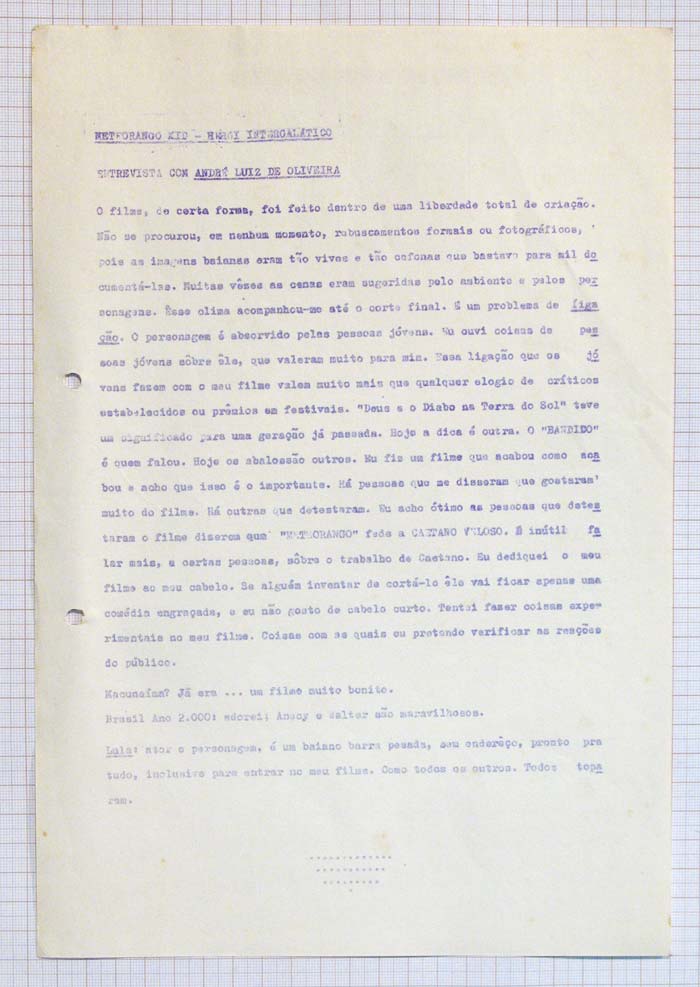 METEORANGO KID - HEROI INTERGALÁTICO
ENTREVISTA COM ANDRÉ LUIZ DE OLIVEIRA
O filme, de certa forma, foi feito dentro de uma liberdade total de criação.
Não se procurou, em nenhum momento, rebuscamentos formais ou fotográficos, '
pois as imagens baianas eram tão vivas e tão cafonas que bastava para mil do
cumentá-las. Muitas vêzes as cenas eram sugeridas pelo ambiente e pelos per
sonagens. Êsse clima acompanhou-me até o corte final. É um problema de liga
ção. O personagem é absorvido pelas pessoas jóvens. Eu ouvi coisas de pes
soas jóvens sôbre êle, que valeram muito para mim. Essa ligação que os jó
vens fazem com o meu filme valem muito mais que qualquer elogio de críticos
estabelecidos ou prêmios em festivais. "Deus e o Diabo na Terra do Sol" teve
um significado para uma geração já passada. Hoje a dica é outra. O "BANDIDO"
é quem falou. Hoje os abalossão outros. Eu fiz um filme que acabou como aca
bou e acho que isso é o importante. Há pessoas que me disseram que gostaram'
muito do filme. Há outras que detestaram. Eu acho ótimo as pessoas que detes
taram o filme dizerem que "METEORANGO" fede a CAETANO VELOSO. É inútil fa
lar mais, a certas pessoas, sôbre o trabalho de Caetano. Eu dediquei o meu
filme ao meu cabelo. Se alguém inventar de cortá-lo êle vai ficar apenas uma
comédia engraçada, e eu não gosto de cabelo curto. Tentei fazer coisas expe-
rimentais no meu filme. Coisas com as quais eu pretendo verificar as reações
do público.
Macunaíma? Já era ... um filme muito bonito.
Brasil Ano 2.000: adorei; Anecy e Walter são maravilhosos.
Lula: ator e personagem, é um baiano barra pesada, sem enderêço, pronto pra
tudo, inclusive para entrar no meu filme. Como todos os outros. Todos topa
ram.